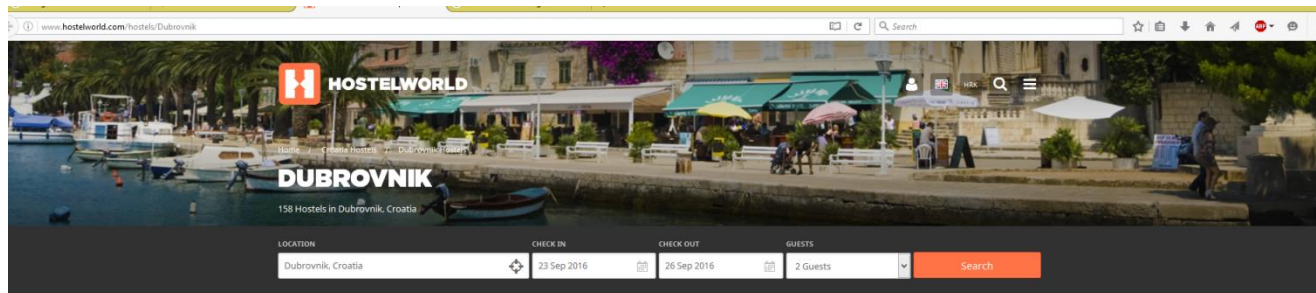 www.hostelworld.com/hostels/Dubrovnik
Search
HOSTELWORLD
HRK
Home / Croatia Hostels / Dubrovnik Hostels
DUBROVNIK
158 Hostels in Dubrovnik, Croatia
LOCATION CHECK IN CHECK OUT GUESTS
Dubrovnik, Croatia 23 Sep 2016 26 Sep 2016 2 Guests Search